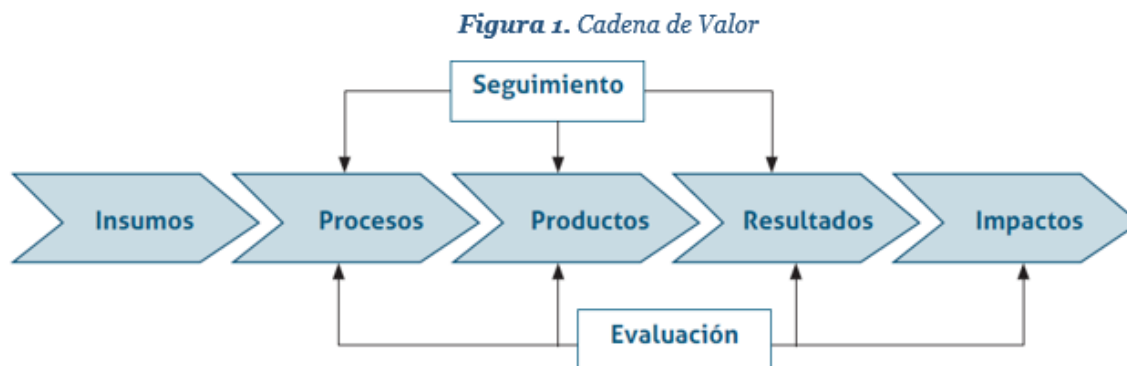 Figura 1. Cadena de Valor
Seguimiento
Insumos
Procesos
Productos
Resultados
Impactos
Evaluación